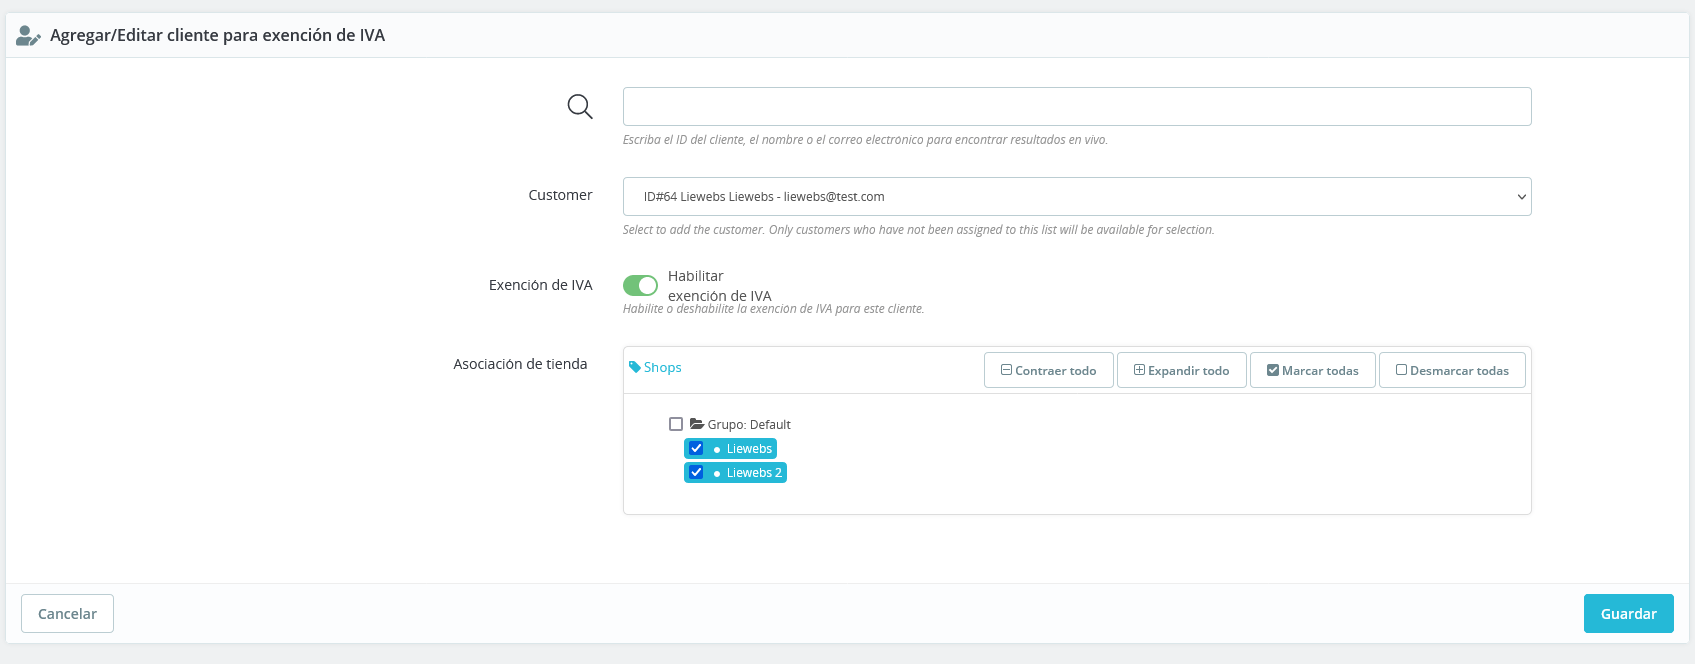 Agregar/Editar cliente para exención de IVA
Escriba el ID del cliente, el nombre o el correo electrónico para encontrar resultados en vivo.
Customer
ID#64 Liewebs Liewebs - liewebs@test.com
Select to add the customer. Only customers who have not been assigned to this list will be available for selection.
Exención de IVA
Habilitar
exención de IVA
Habilite o deshabilite la exención de IVA para este cliente.
Asociación de tienda
Shops
Contraer todo
Expandir todo
Marcar todas
Desmarcar todas
Grupo: Default
Liewebs
Liewebs 2
Cancelar
Guardar